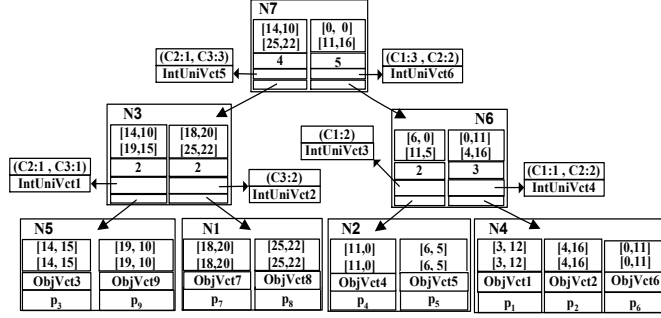 N7
[14,10] [0, 0]
[25,22] [11,16]
4 5
(C2:1, C3:3)
IntUniVct5
(C1:3 , C2:2)
IntUniVct6
N3
[14,10] [18,20]
[19,15] [25,22]
2 2
(C2:1 , C3:1)
IntUniVct1
(C3:2)
IntUniVct2
N6
[6, 0] [0,11]
[11,5] [4,16]
2 3
(C1:2)
IntUniVct3
(C1:1 , C2:2)
IntUniVct4
N5
[14, 15] [19, 10]
[14, 15] [19, 10]
ObjVct3 ObjVct9
p3 p9
N1
[18,20] [25,22]
[18,20] [25,22]
ObjVct7 ObjVct8
p7 p8
N2
[11,0] [6, 5]
[11,0] [6, 5]
ObjVct4 ObjVct5
p4 p5
N4
[3, 12] [4,16] [0,11]
[3, 12] [4,16] [0,11]
ObjVct1 ObjVct2 ObjVct6
p1 p2 p6